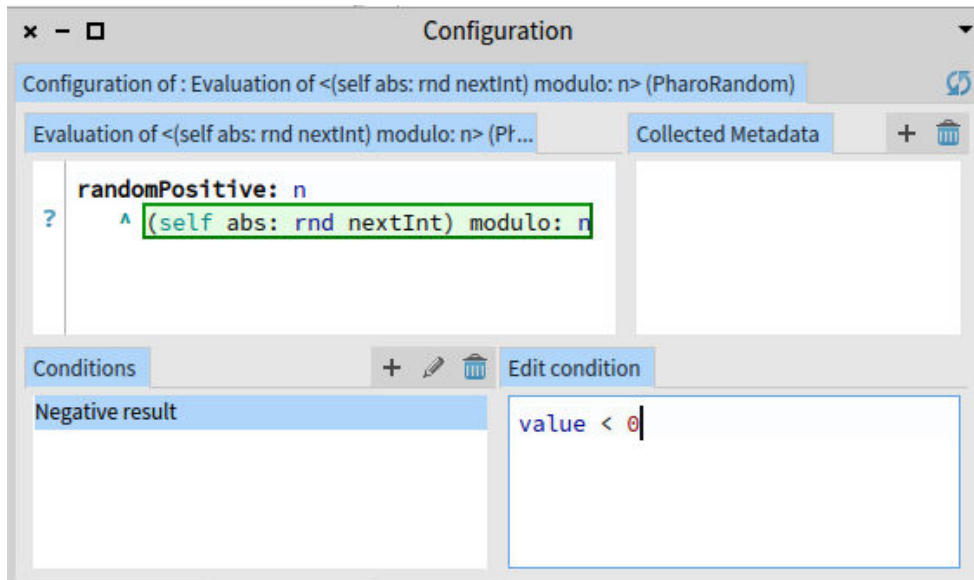 Configuration
Configuration of : Evaluation of <(self abs: rnd nextInt) modulo: n> (PharoRandom)
Evaluation of <(self abs: rnd nextInt) modulo: n> (Pł...
Collected Metadata
randomPositive: n
? ^ (self abs: rnd nextInt) modulo: n
Conditions
Edit condition
Negative result
value < 0